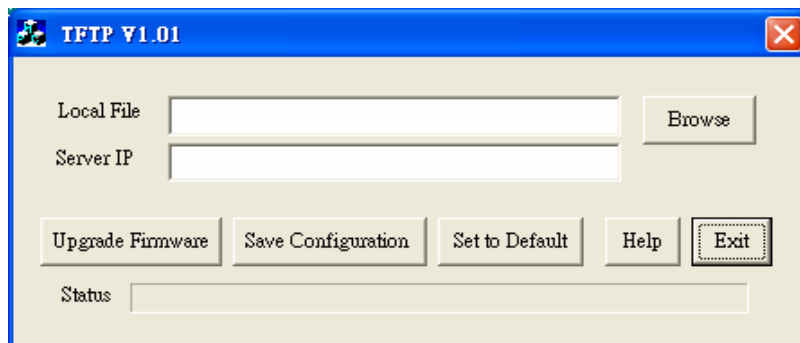 TFTP V1.01
Local File
Browse
Server IP
Upgrade Firmware Save Configuration Set to Default Help Exit
Status